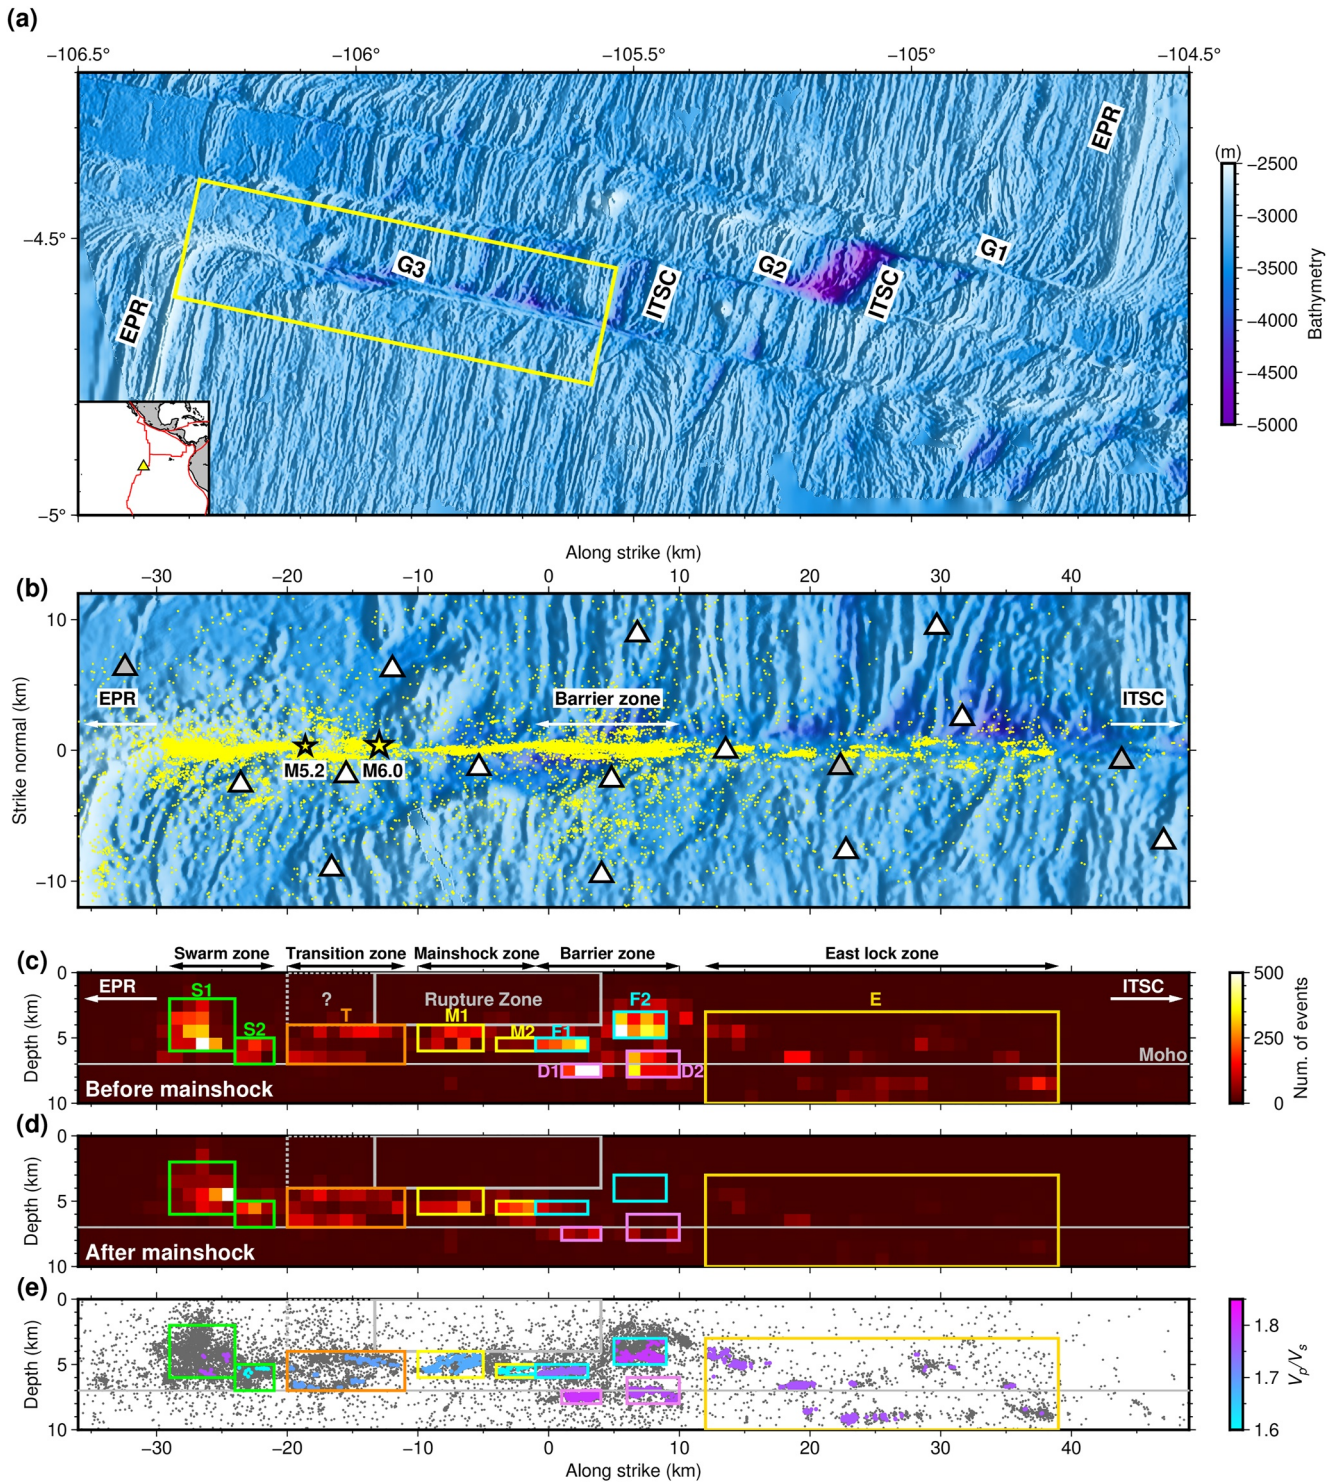 (a)
−106.5° −106° −105.5° −105° −104.5°
EPR
(m)
−2500
−3000
−3500
−4000
−4500
−5000
Bathymetry
−4.5°
−5°
G1
G2
G3
ITSC
ITSC
EPR
Along strike (km)
(b)
−30 −20 −10 0 10 20 30 40
Strike normal (km)
10
0
−10
EPR
Barrier zone
ITSC
M5.2
M6.0
(c)
Swarm zone Transition zone Mainshock zone Barrier zone East lock zone
Depth (km)
0
5
10
EPR
S1
S2
?
T
Rupture Zone
M1
M2
F1
F2
D1
D2
E
ITSC
Moho
Before mainshock
500
250
0
Num. of events
(d)
Depth (km)
0
5
10
After mainshock
(e)
Depth (km)
0
5
10
1.8
1.7
1.6
Vp/Vs
−30 −20 −10 0 10 20 30 40
Along strike (km)